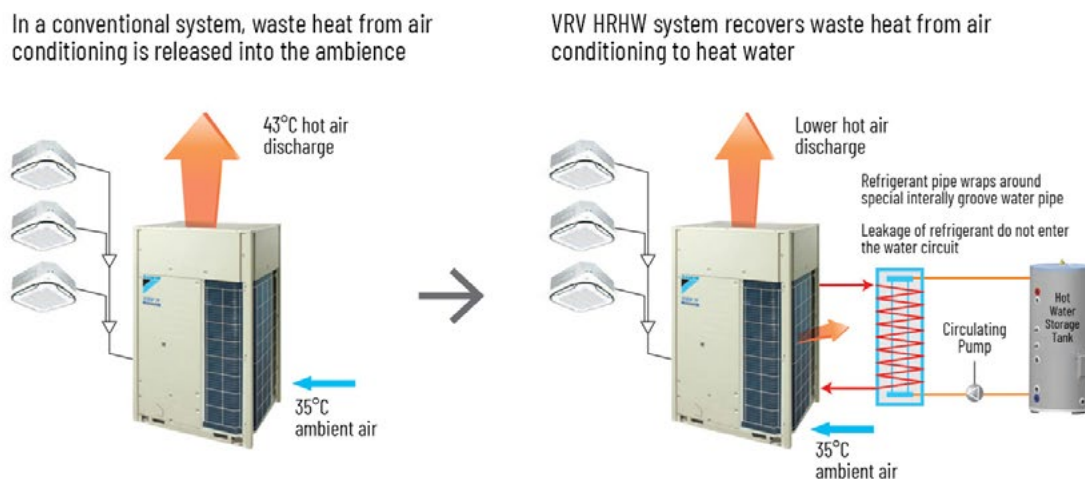 In a conventional system, waste heat from air
conditioning is released into the ambience
43°C hot air
discharge
35°C
ambient air
VRV HRHW system recovers waste heat from air
conditioning to heat water
Lower hot air
discharge
Refrigerant pipe wraps around
special interally groove water pipe
Leakage of refrigerant do not enter
the water circuit
Hot
Water
Storage
Tank
Circulating
Pump
35°C
ambient air